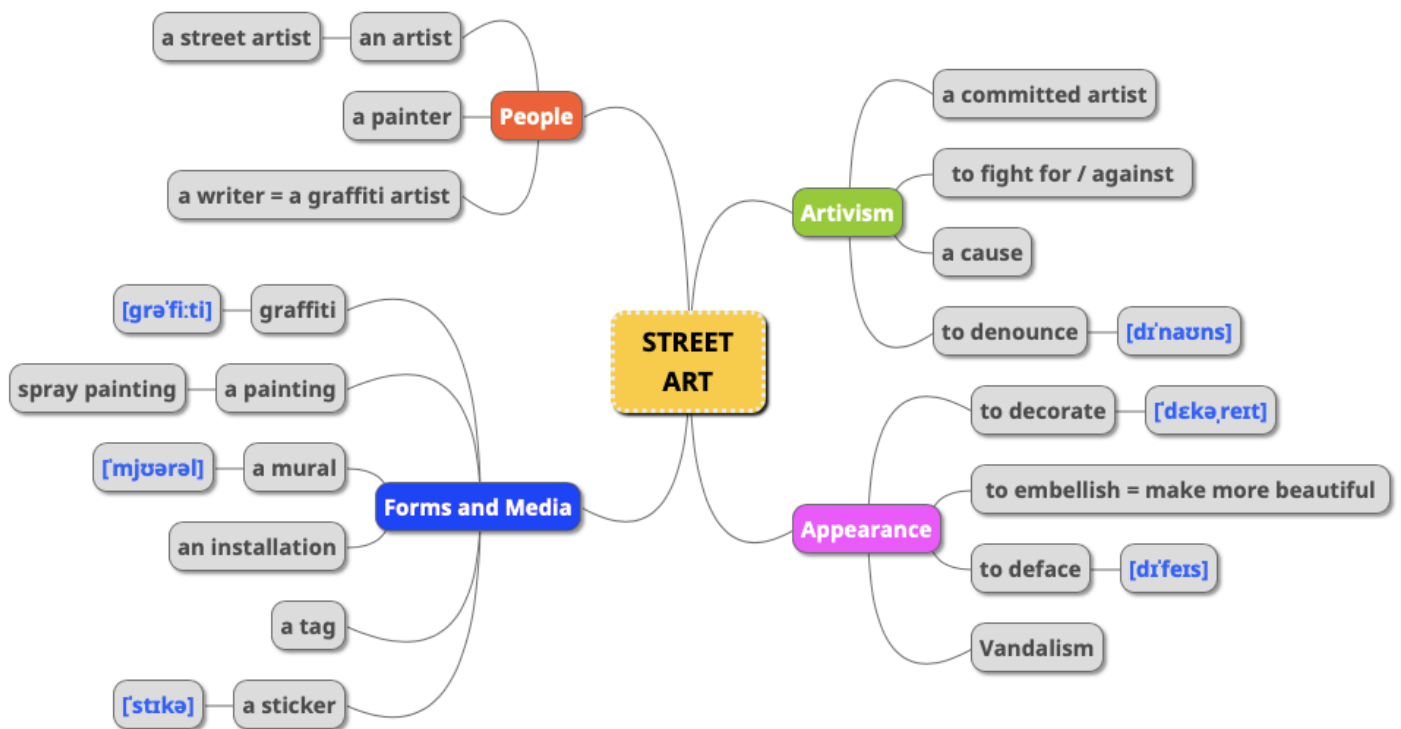 STREET
ART
People
an artist
a street artist
a painter
a writer = a graffiti artist
Forms and Media
graffiti
[grəˈfiːti]
a painting
spray painting
a mural
[ˈmjʊərəl]
an installation
a tag
a sticker
[ˈstɪkə]
Artivism
a committed artist
to fight for / against
a cause
to denounce
[dɪˈnaʊns]
Appearance
to decorate
[ˈdɛkəˌreɪt]
to embellish = make more beautiful
to deface
[dɪˈfeɪs]
Vandalism